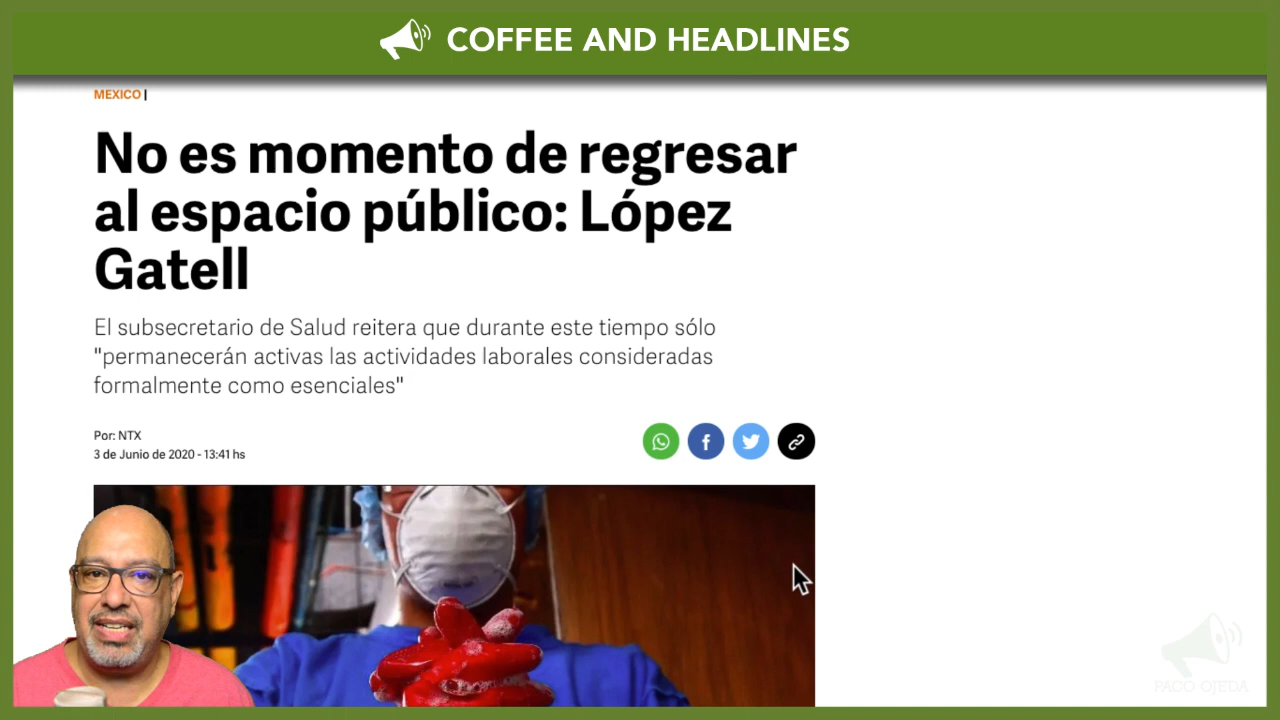 COFFEE AND HEADLINES
MEXICO |
No es momento de regresar
al espacio público: López
Gatell
El subsecretario de Salud reitera que durante este tiempo sólo
"permanecerán activas las actividades laborales consideradas
formalmente como esenciales"
Por: NTX
3 de Junio de 2020 - 13:41 hs
PACO OJEDA